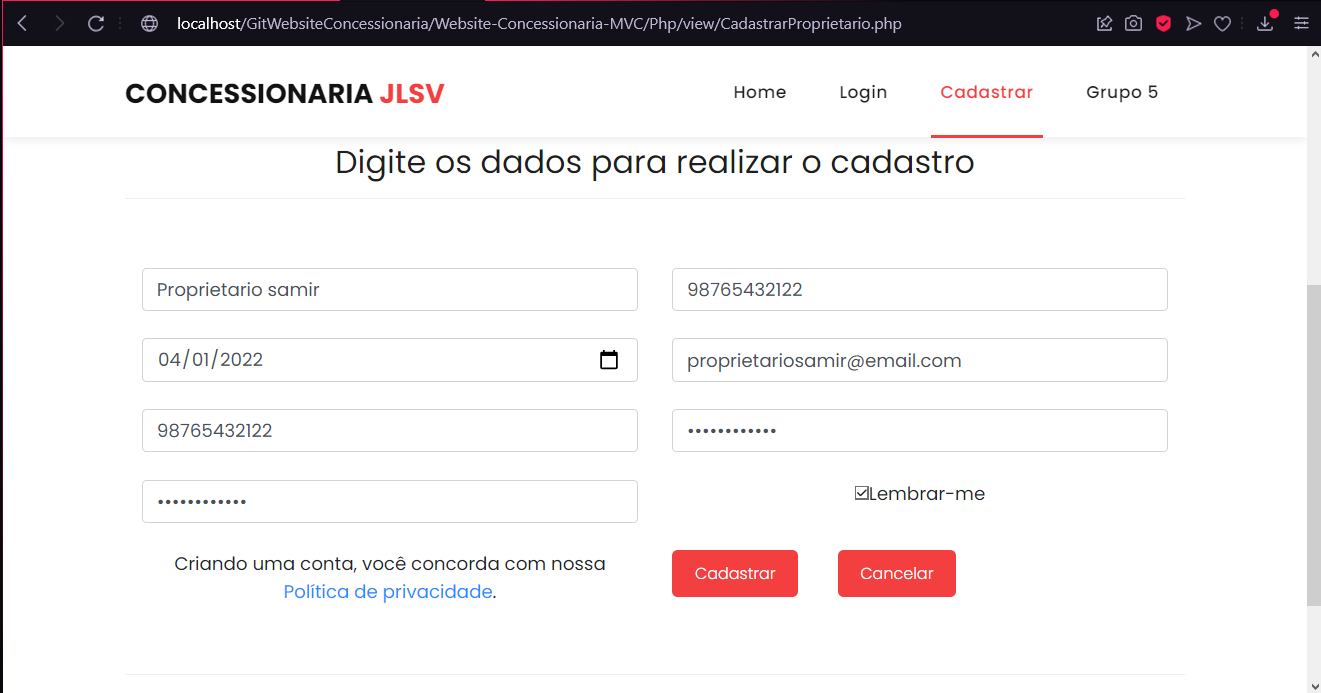 localhost/GitWebsiteConcessionaria/Website-Concessionaria-MVC/Php/view/CadastrarProprietario.php
CONCESSIONARIA JLSV Home Login Cadastrar Grupo 5
Digite os dados para realizar o cadastro
Proprietario samir 98765432122
04/01/2022 proprietariosamir@email.com
98765432122 ••••••••••••
•••••••••••• Lembrar-me
Criando uma conta, você concorda com nossa
Política de privacidade.
Cadastrar Cancelar